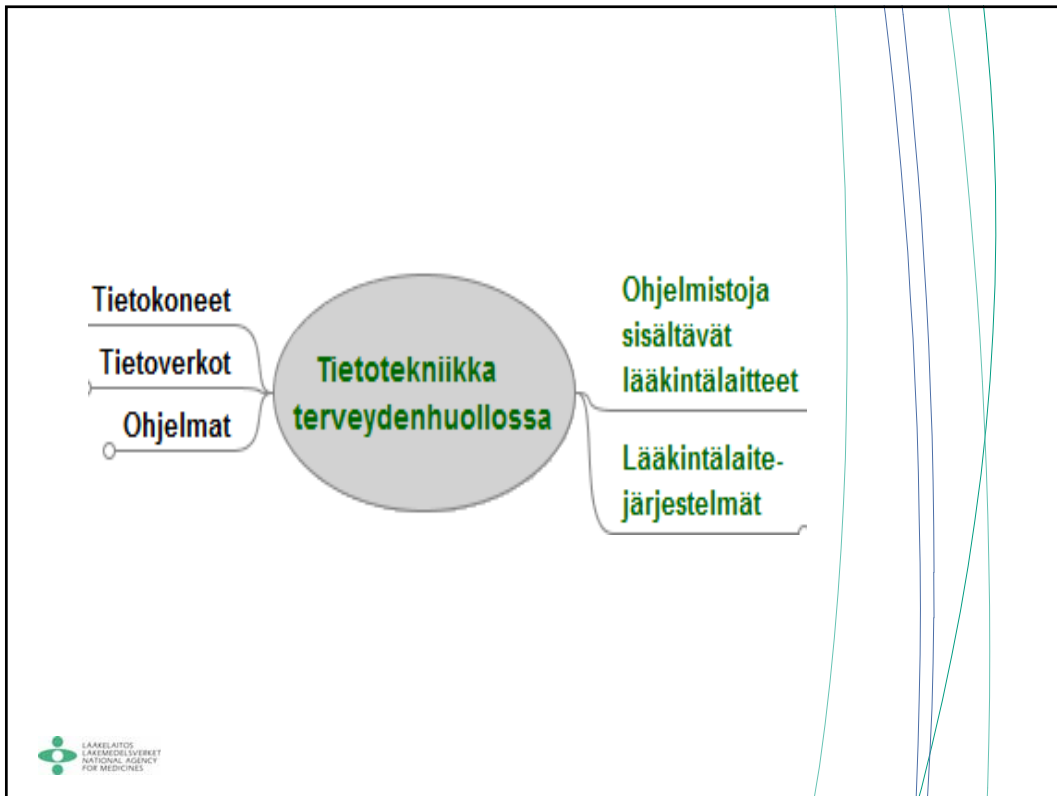 Tietokoneet
Tietoverkot
Ohjelmat
Tietotekniikka
terveydenhuollossa
Ohjelmistoja
sisältävät
lääkintälaitteet
Lääkintälaite-
järjestelmät
LÄÄKELAITOS
LÄKEMEDELSVERKET
NATIONAL AGENCY
FOR MEDICINES